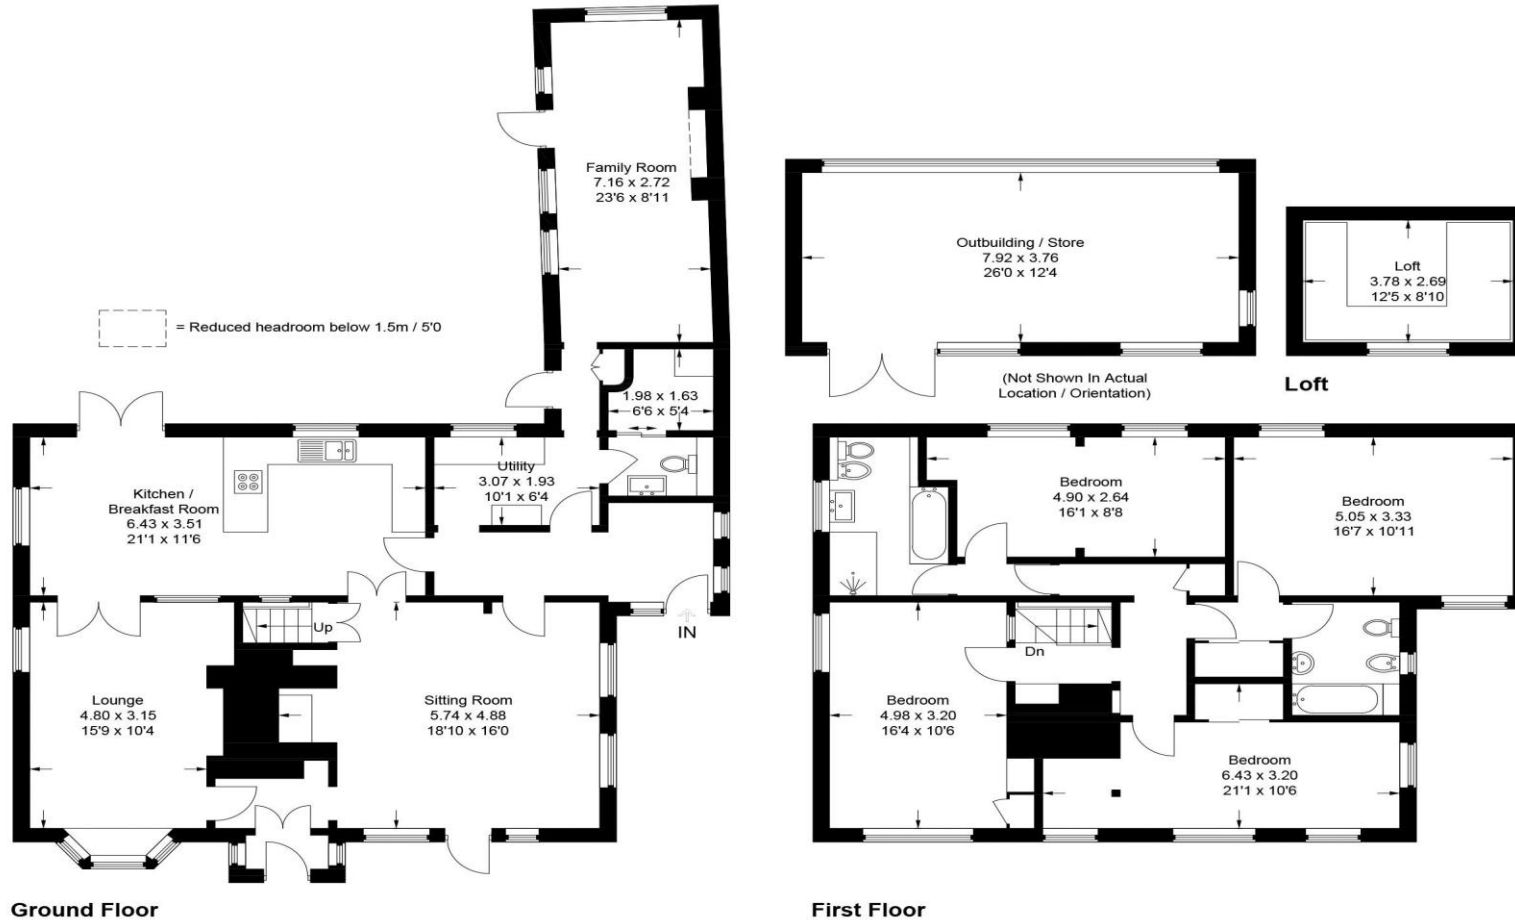 Family Room
7.16 x 2.72
23'6 x 8'11
= Reduced headroom below 1.5m / 5'0
1.98 x 1.63
6'6 x 5'4
Utility
3.07 x 1.93
10'1 x 6'4
Kitchen /
Breakfast Room
6.43 x 3.51
21'1 x 11'6
IN
Up
Lounge
4.80 x 3.15
15'9 x 10'4
Sitting Room
5.74 x 4.88
18'10 x 16'0
Ground Floor
Outbuilding / Store
7.92 x 3.76
26'0 x 12'4
(Not Shown In Actual
Location / Orientation)
Loft
3.78 x 2.69
12'5 x 8'10
Loft
Bedroom
4.90 x 2.64
16'1 x 8'8
Bedroom
5.05 x 3.33
16'7 x 10'11
Dn
Bedroom
4.98 x 3.20
16'4 x 10'6
Bedroom
6.43 x 3.20
21'1 x 10'6
First Floor